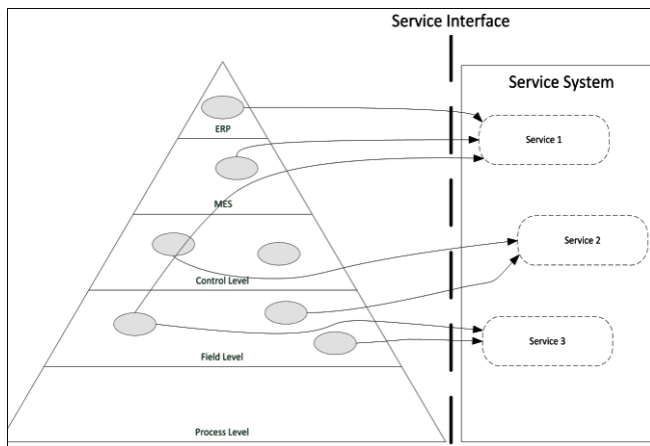 Service Interface
Service System
ERP
Service 1
MES
Service 2
Control Level
Service 3
Field Level
Process Level